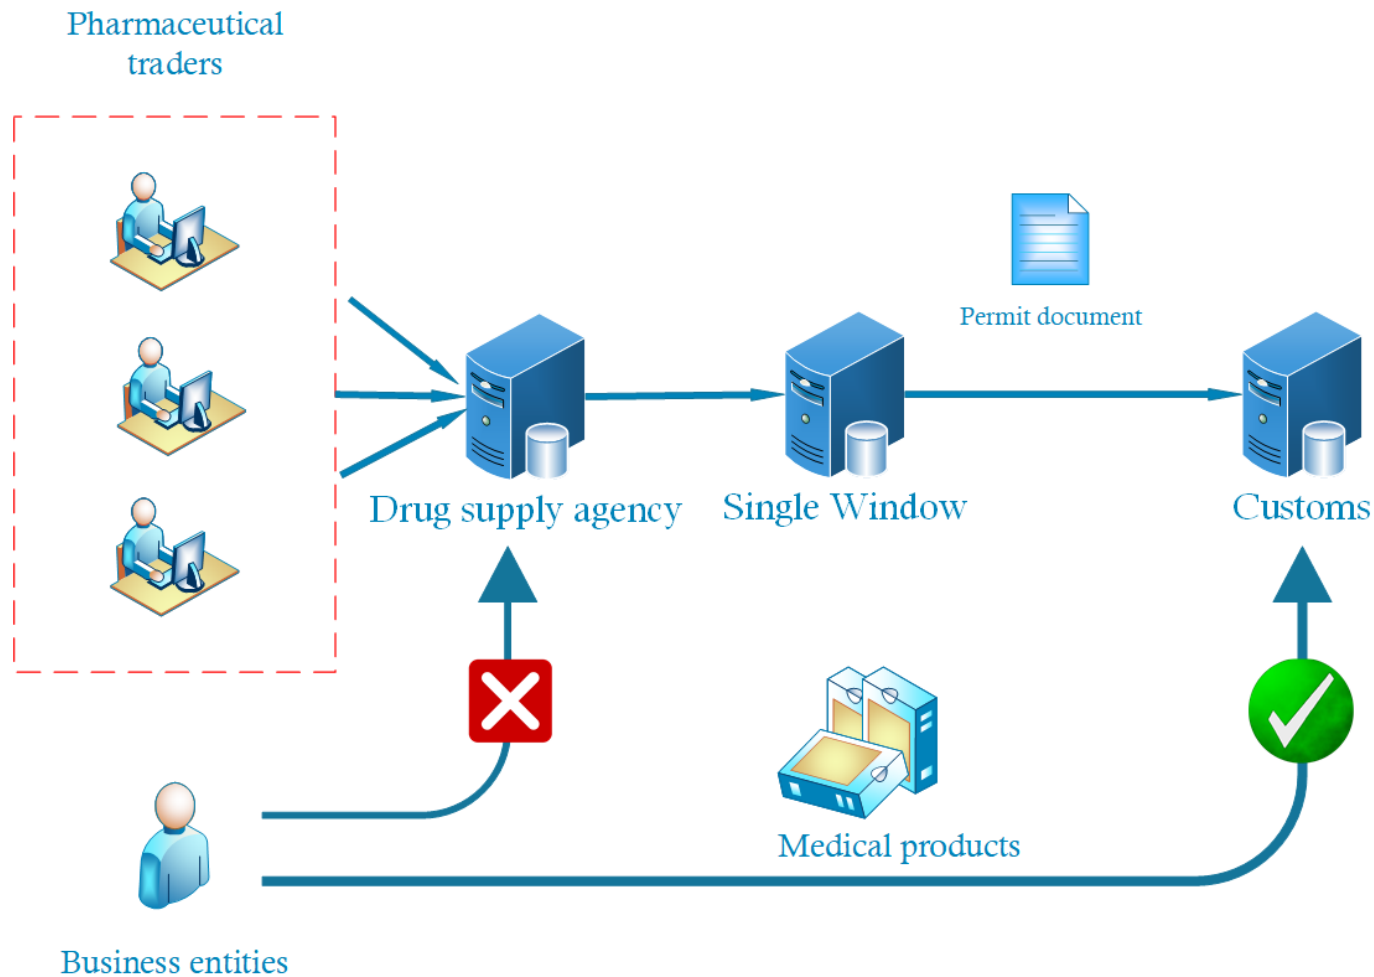 Pharmaceutical
traders
Permit document
Drug supply agency
Single Window
Customs
Medical products
Business entities